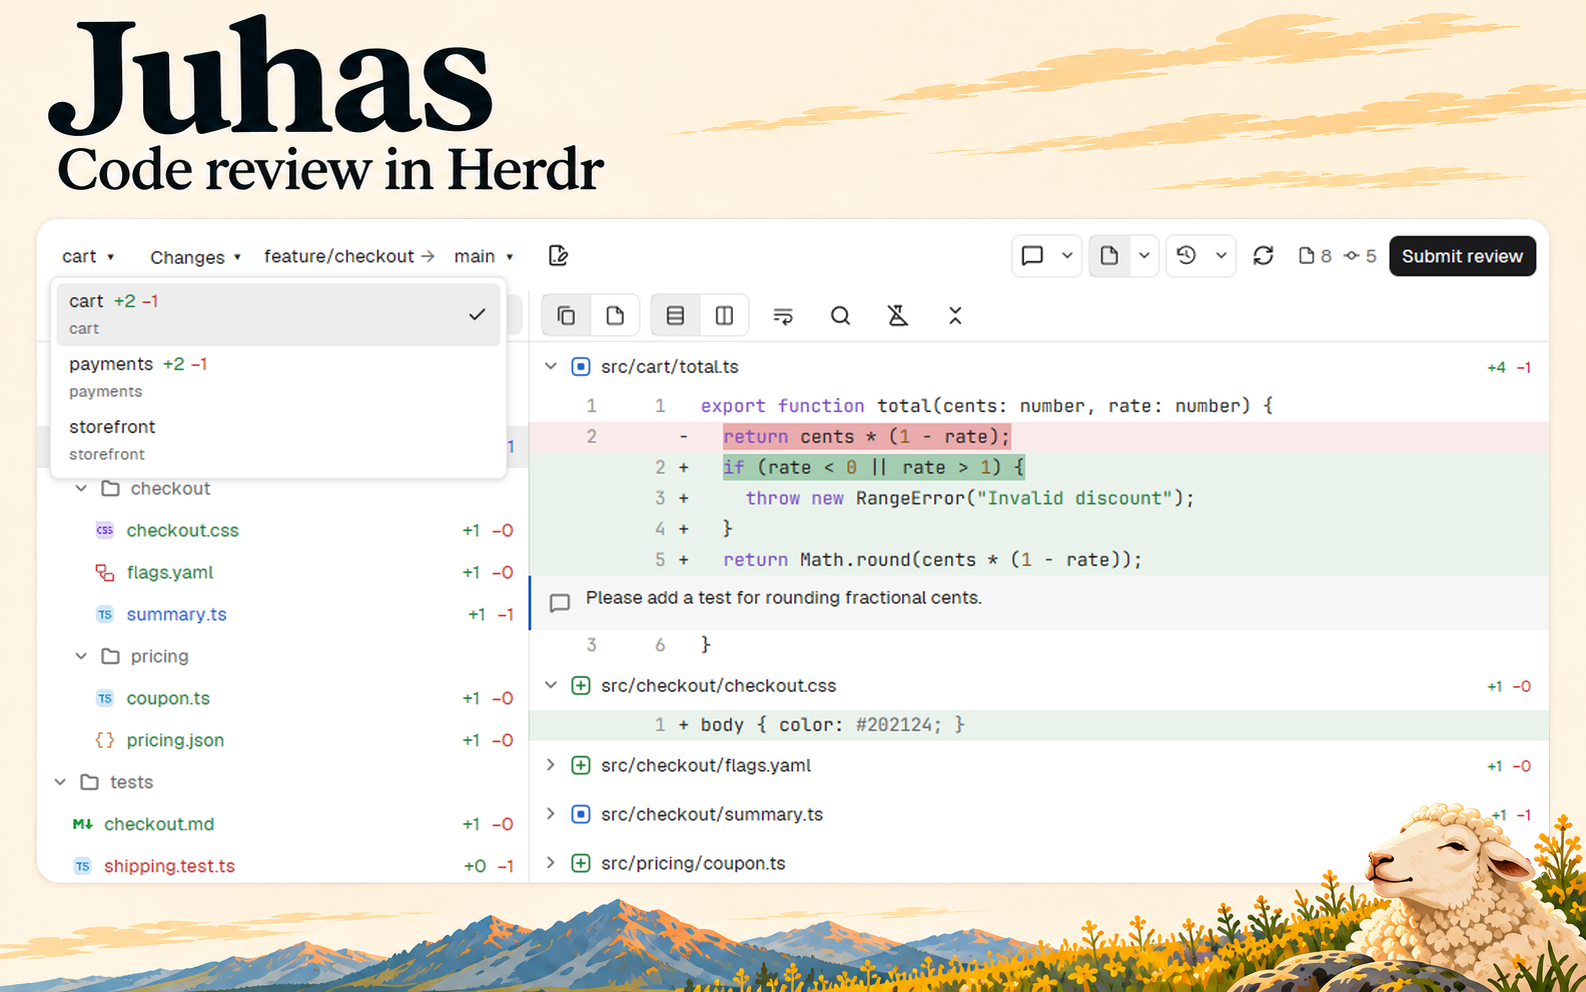 Juhas
Code review in Herdr
cart
Changes
feature/checkout → main
8
5
Submit review
cart +2 −1
cart
payments +2 −1
payments
storefront
storefront
1
checkout
css checkout.css +1 −0
flags.yaml +1 −0
TS summary.ts +1 −1
pricing
TS coupon.ts +1 −0
{} pricing.json +1 −0
tests
M↓ checkout.md +1 −0
TS shipping.test.ts +0 −1
src/cart/total.ts +4 −1
1 1 export function total(cents: number, rate: number) {
2 - return cents * (1 - rate);
2 + if (rate < 0 || rate > 1) {
3 + throw new RangeError("Invalid discount");
4 + }
5 + return Math.round(cents * (1 - rate));
Please add a test for rounding fractional cents.
3 6 }
src/checkout/checkout.css +1 −0
1 + body { color: #202124; }
src/checkout/flags.yaml +1 −0
src/checkout/summary.ts +1 −1
src/pricing/coupon.ts